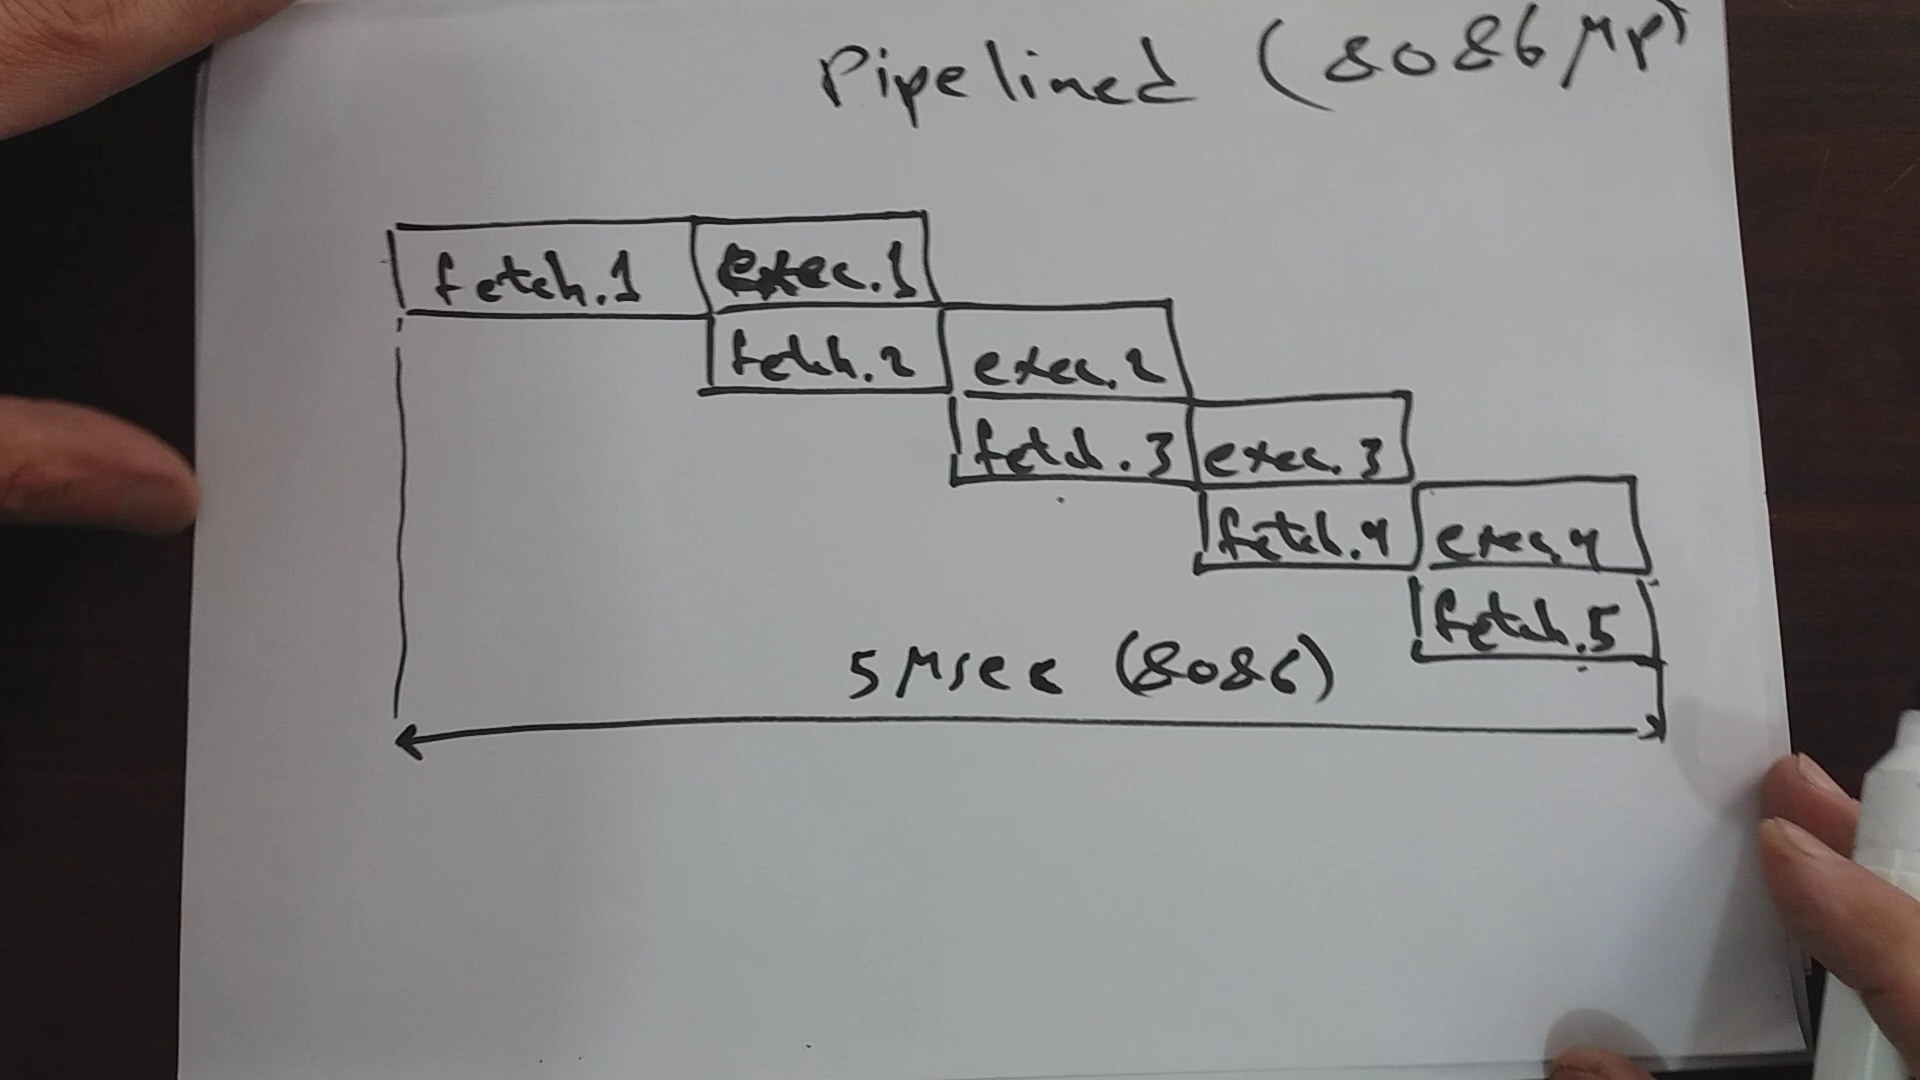 Pipelined (8086 μp)
fetch.1 exec.1
fetch.2 exec.2
fetch.3 exec.3
fetch.4 exec.4
fetch.5
5 μsec (8086)